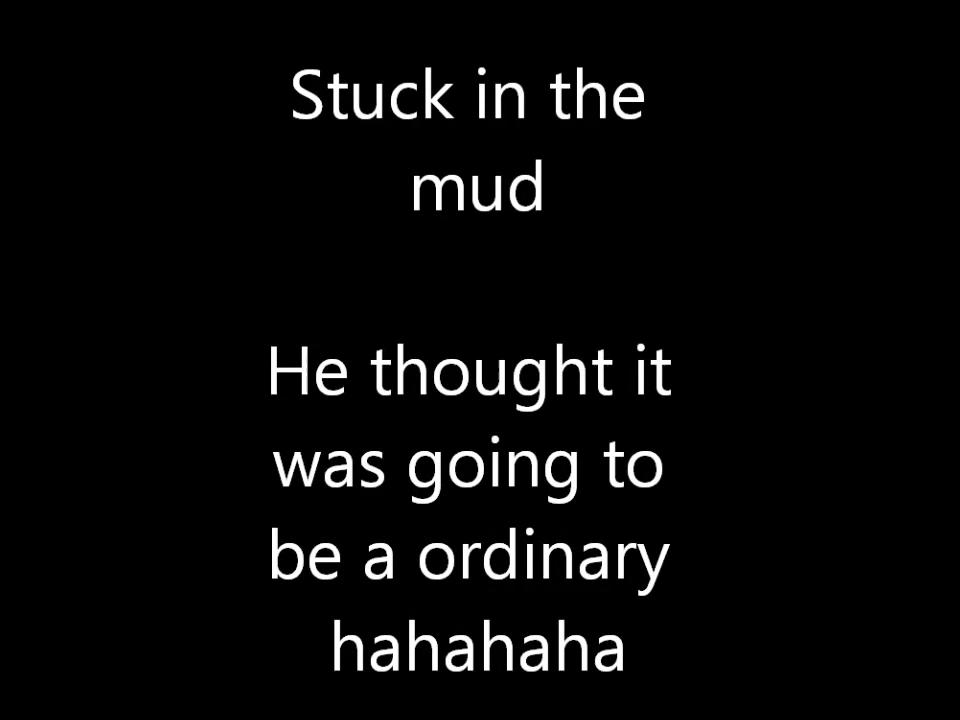 Stuck in the
mud
He thought it
was going to
be a ordinary
hahahaha